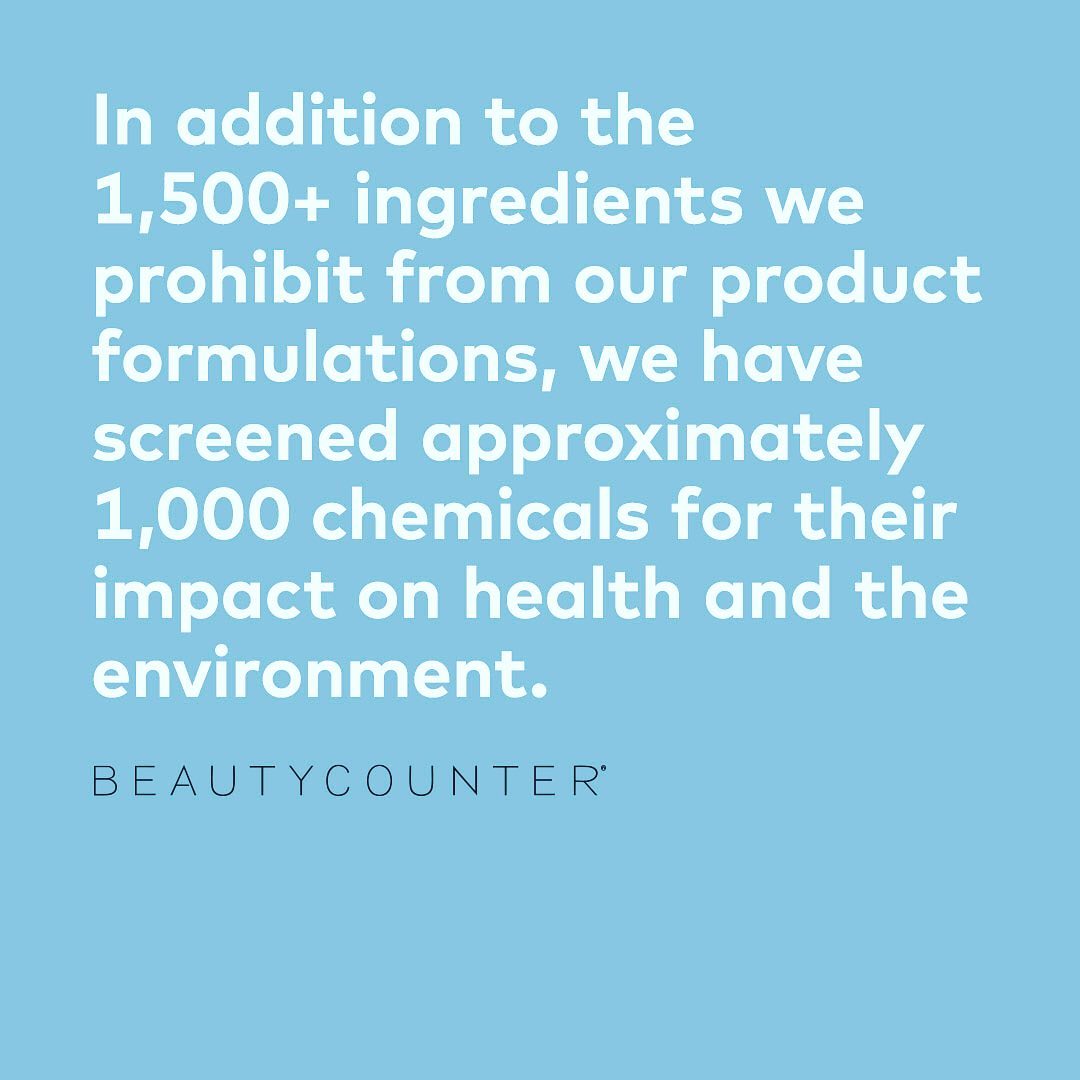 In addition to the
1,500+ ingredients we
prohibit from our product
formulations, we have
screened approximately
1,000 chemicals for their
impact on health and the
environment.
BEAUTYCOUNTER®